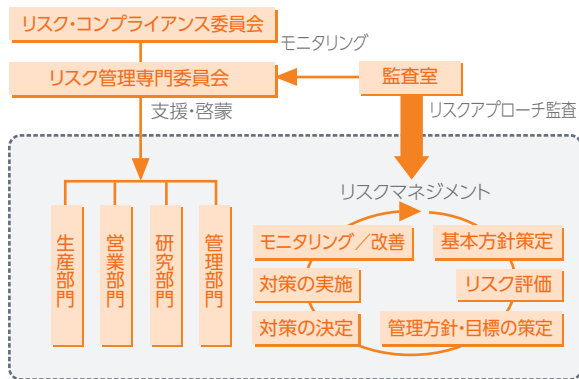 リスク・コンプライアンス委員会
モニタリング
リスク管理専門委員会
監査室
支援・啓蒙
リスクアプローチ監査
リスクマネジメント
生産部門
営業部門
研究部門
管理部門
モニタリング／改善
基本方針策定
対策の実施
リスク評価
対策の決定
管理方針・目標の策定